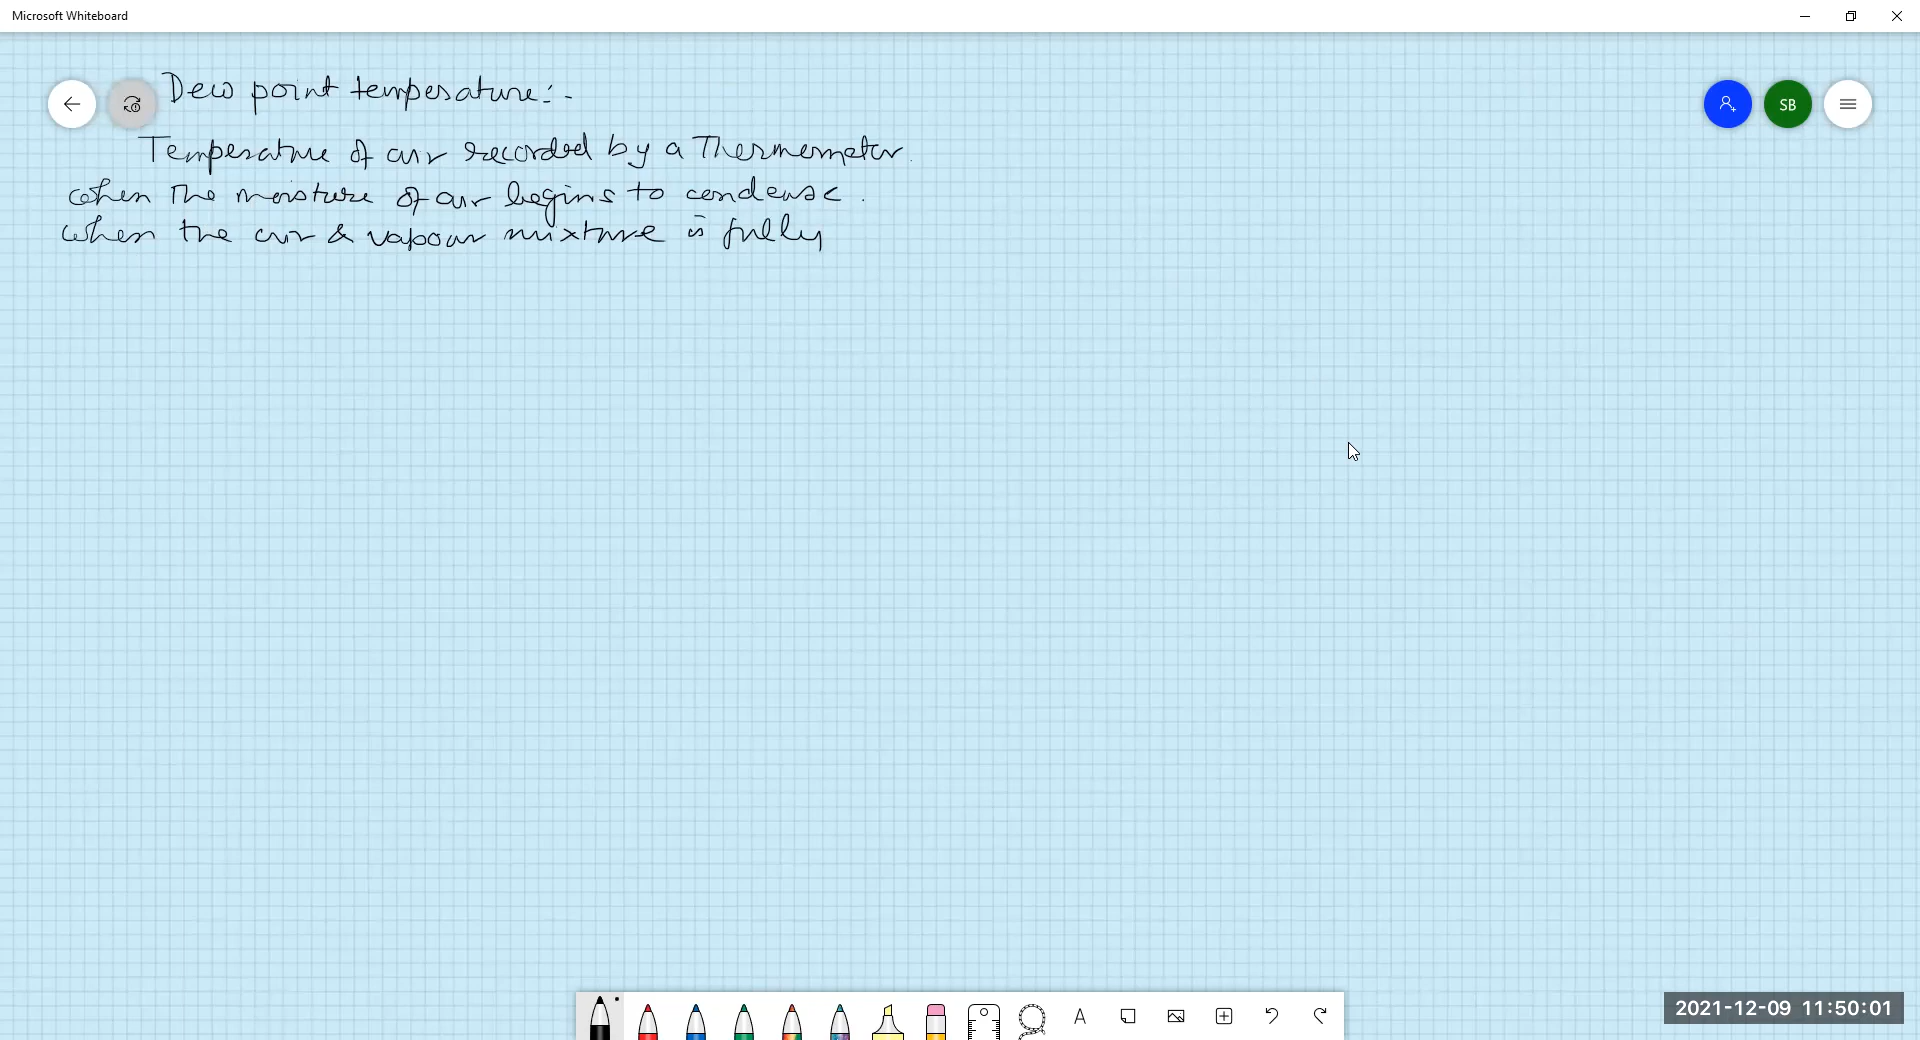 Microsoft Whiteboard
Dew point temperature:-
SB
Temperature of air recorded by a Thermometer.
when the moisture of air begins to condense.
when the air & vapour mixture is fully
A
2021-12-09 11:50:01